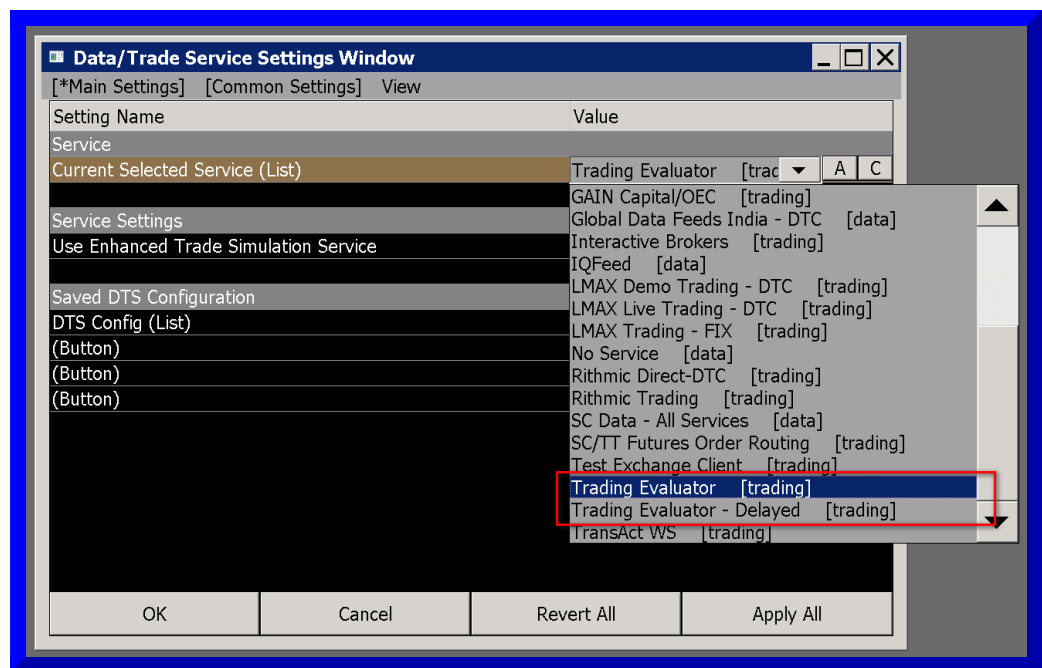 Data/Trade Service Settings Window
[*Main Settings] [Common Settings] View
Setting Name Value
Service
Current Selected Service (List) Trading Evaluator [trad A C
GAIN Capital/OEC [trading]
Service Settings Global Data Feeds India - DTC [data]
Use Enhanced Trade Simulation Service Interactive Brokers [trading]
IQFeed [data]
LMAX Demo Trading - DTC [trading]
Saved DTS Configuration LMAX Live Trading - DTC [trading]
DTS Config (List) LMAX Trading - FIX [trading]
(Button) No Service [data]
(Button) Rithmic Direct-DTC [trading]
(Button) Rithmic Trading [trading]
SC Data - All Services [data]
SC/TT Futures Order Routing [trading]
Test Exchange Client [trading]
Trading Evaluator [trading]
Trading Evaluator - Delayed [trading]
TransAct WS [trading]
OK Cancel Revert All Apply All